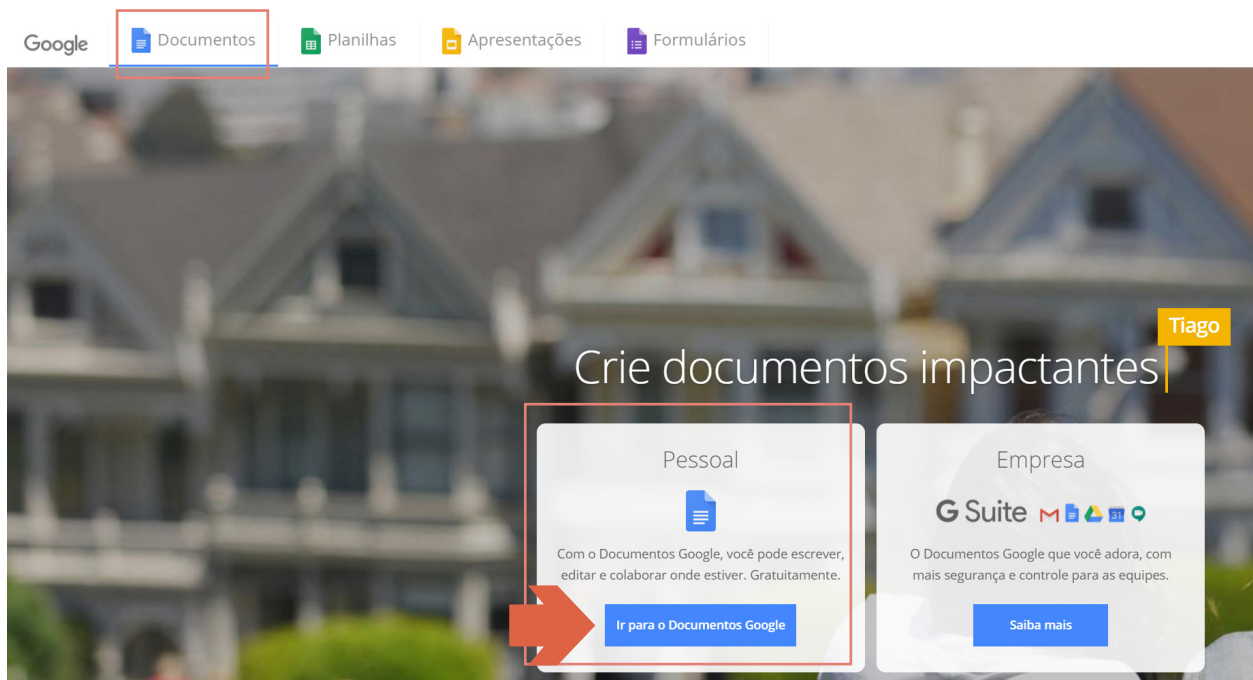 Google Documentos Planilhas Apresentações Formulários
Tiago
Crie documentos impactantes
Pessoal
Com o Documentos Google, você pode escrever,
editar e colaborar onde estiver. Gratuitamente.
Ir para o Documentos Google
Empresa
G Suite
31
O Documentos Google que você adora, com
mais segurança e controle para as equipes.
Saiba mais